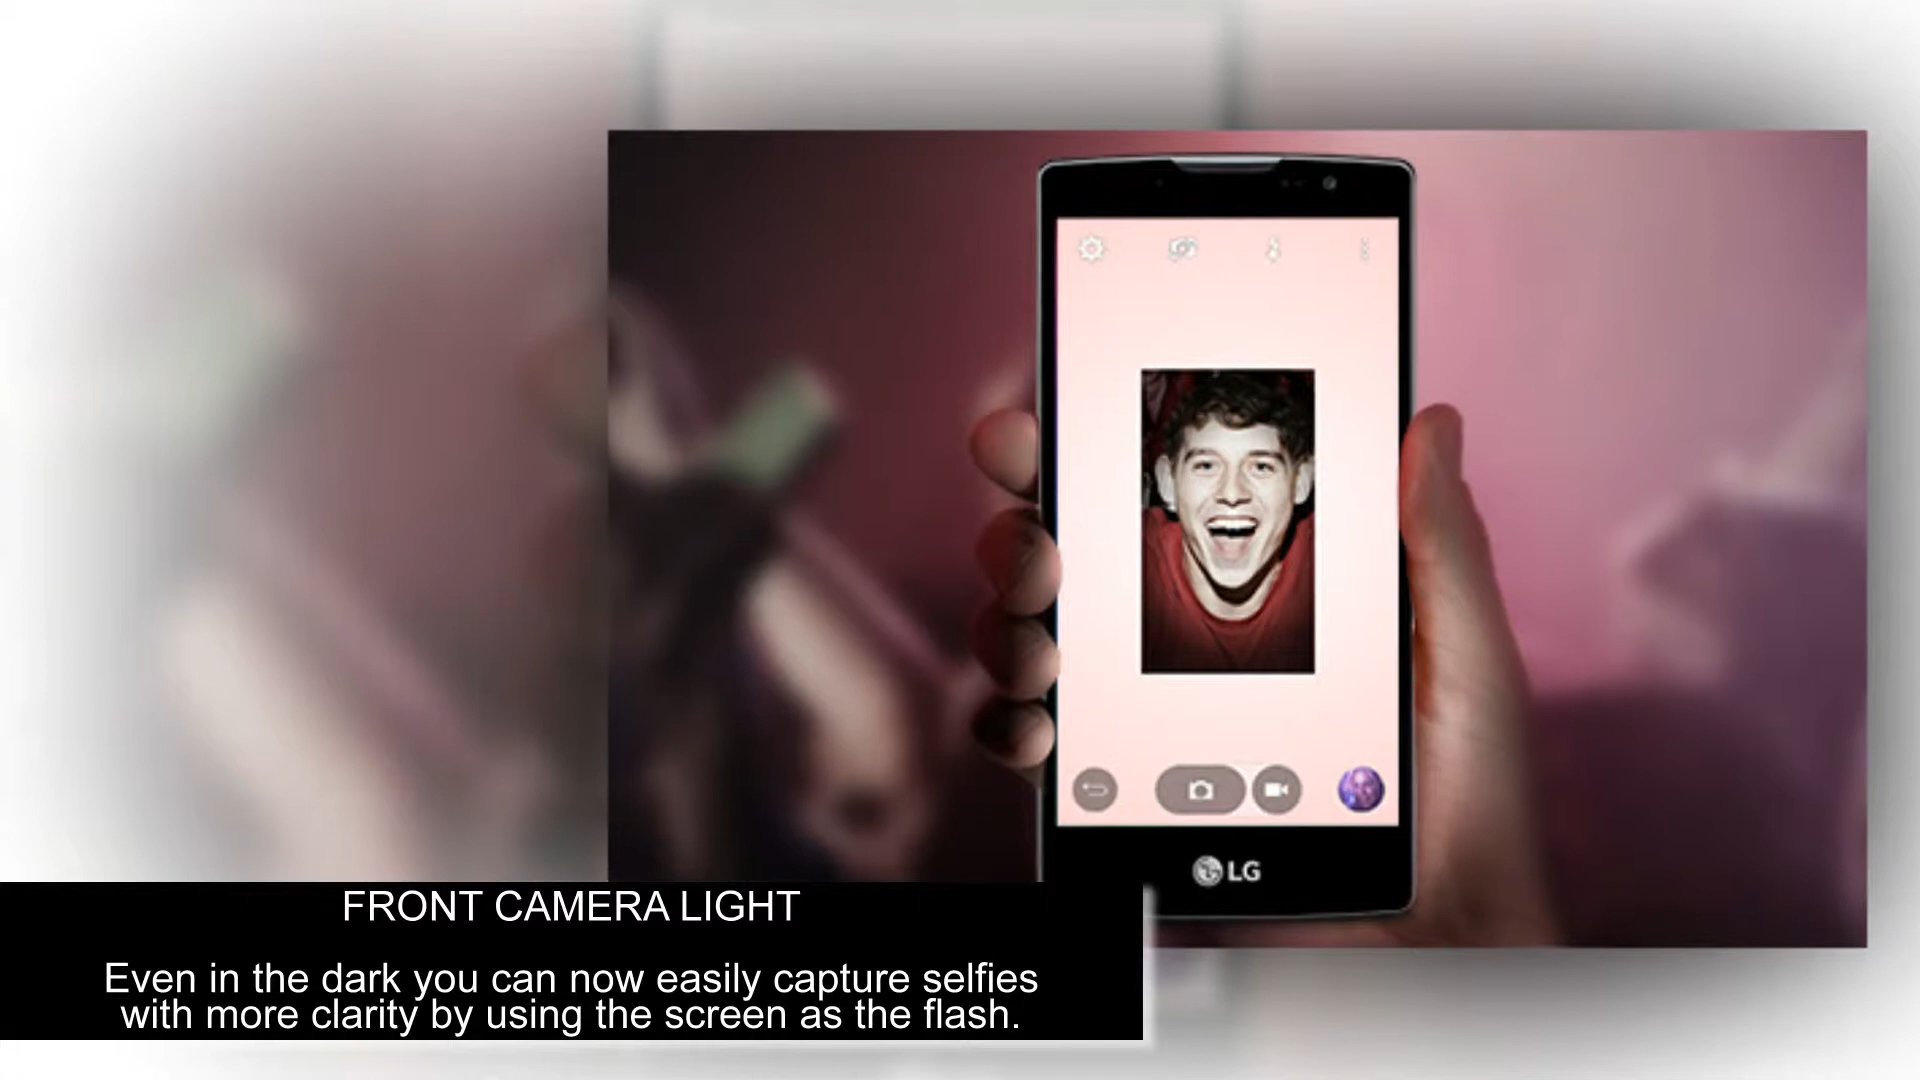 LG
FRONT CAMERA LIGHT
Even in the dark you can now easily capture selfies
with more clarity by using the screen as the flash.